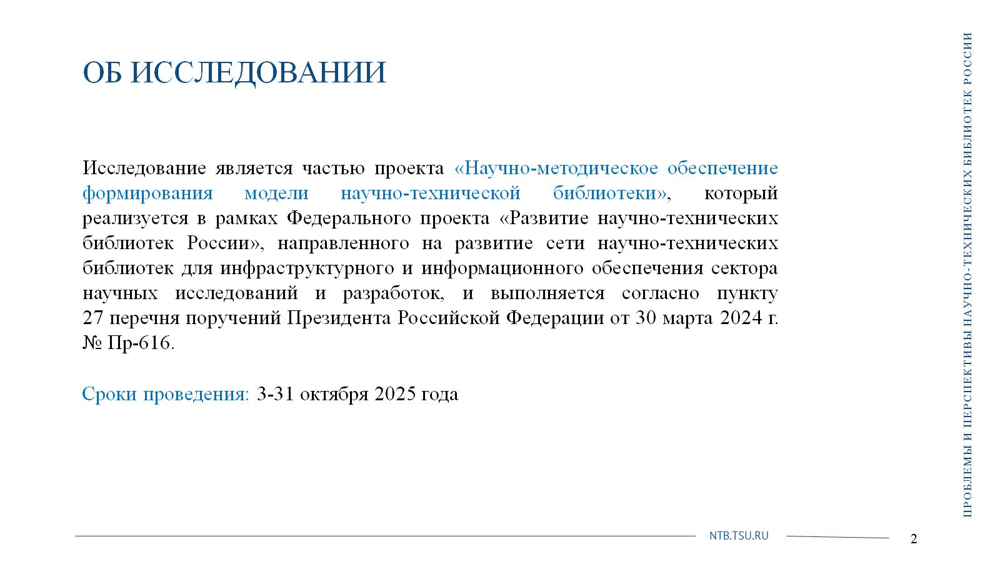 ОБ ИССЛЕДОВАНИИ
Исследование является частью проекта «Научно-методическое обеспечение
формирования модели научно-технической библиотеки», который
реализуется в рамках Федерального проекта «Развитие научно-технических
библиотек России», направленного на развитие сети научно-технических
библиотек для инфраструктурного и информационного обеспечения сектора
научных исследований и разработок, и выполняется согласно пункту
27 перечня поручений Президента Российской Федерации от 30 марта 2024 г.
№ Пр-616.
Сроки проведения: 3-31 октября 2025 года
ПРОБЛЕМЫ И ПЕРСПЕКТИВЫ НАУЧНО-ТЕХНИЧЕСКИХ БИБЛИОТЕК РОССИИ
NTB.TSU.RU
2